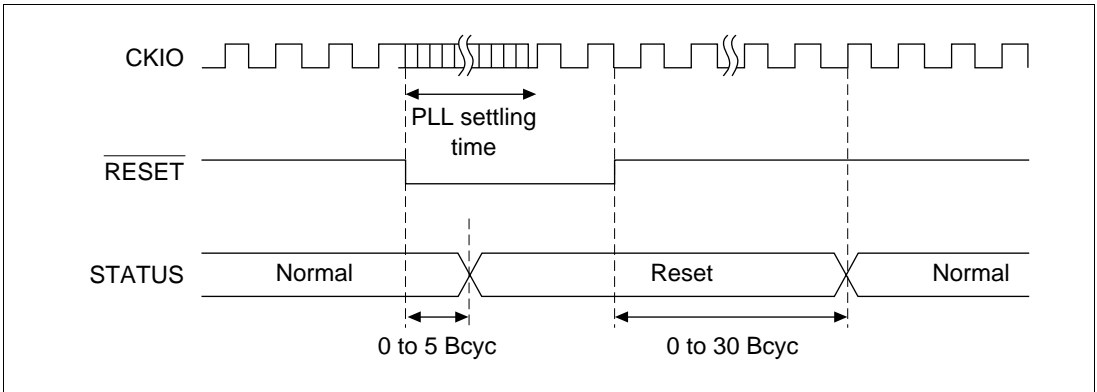 CKIO
PLL settling
time
RESET
STATUS
Normal
Reset
Normal
0 to 5 Bcyc
0 to 30 Bcyc